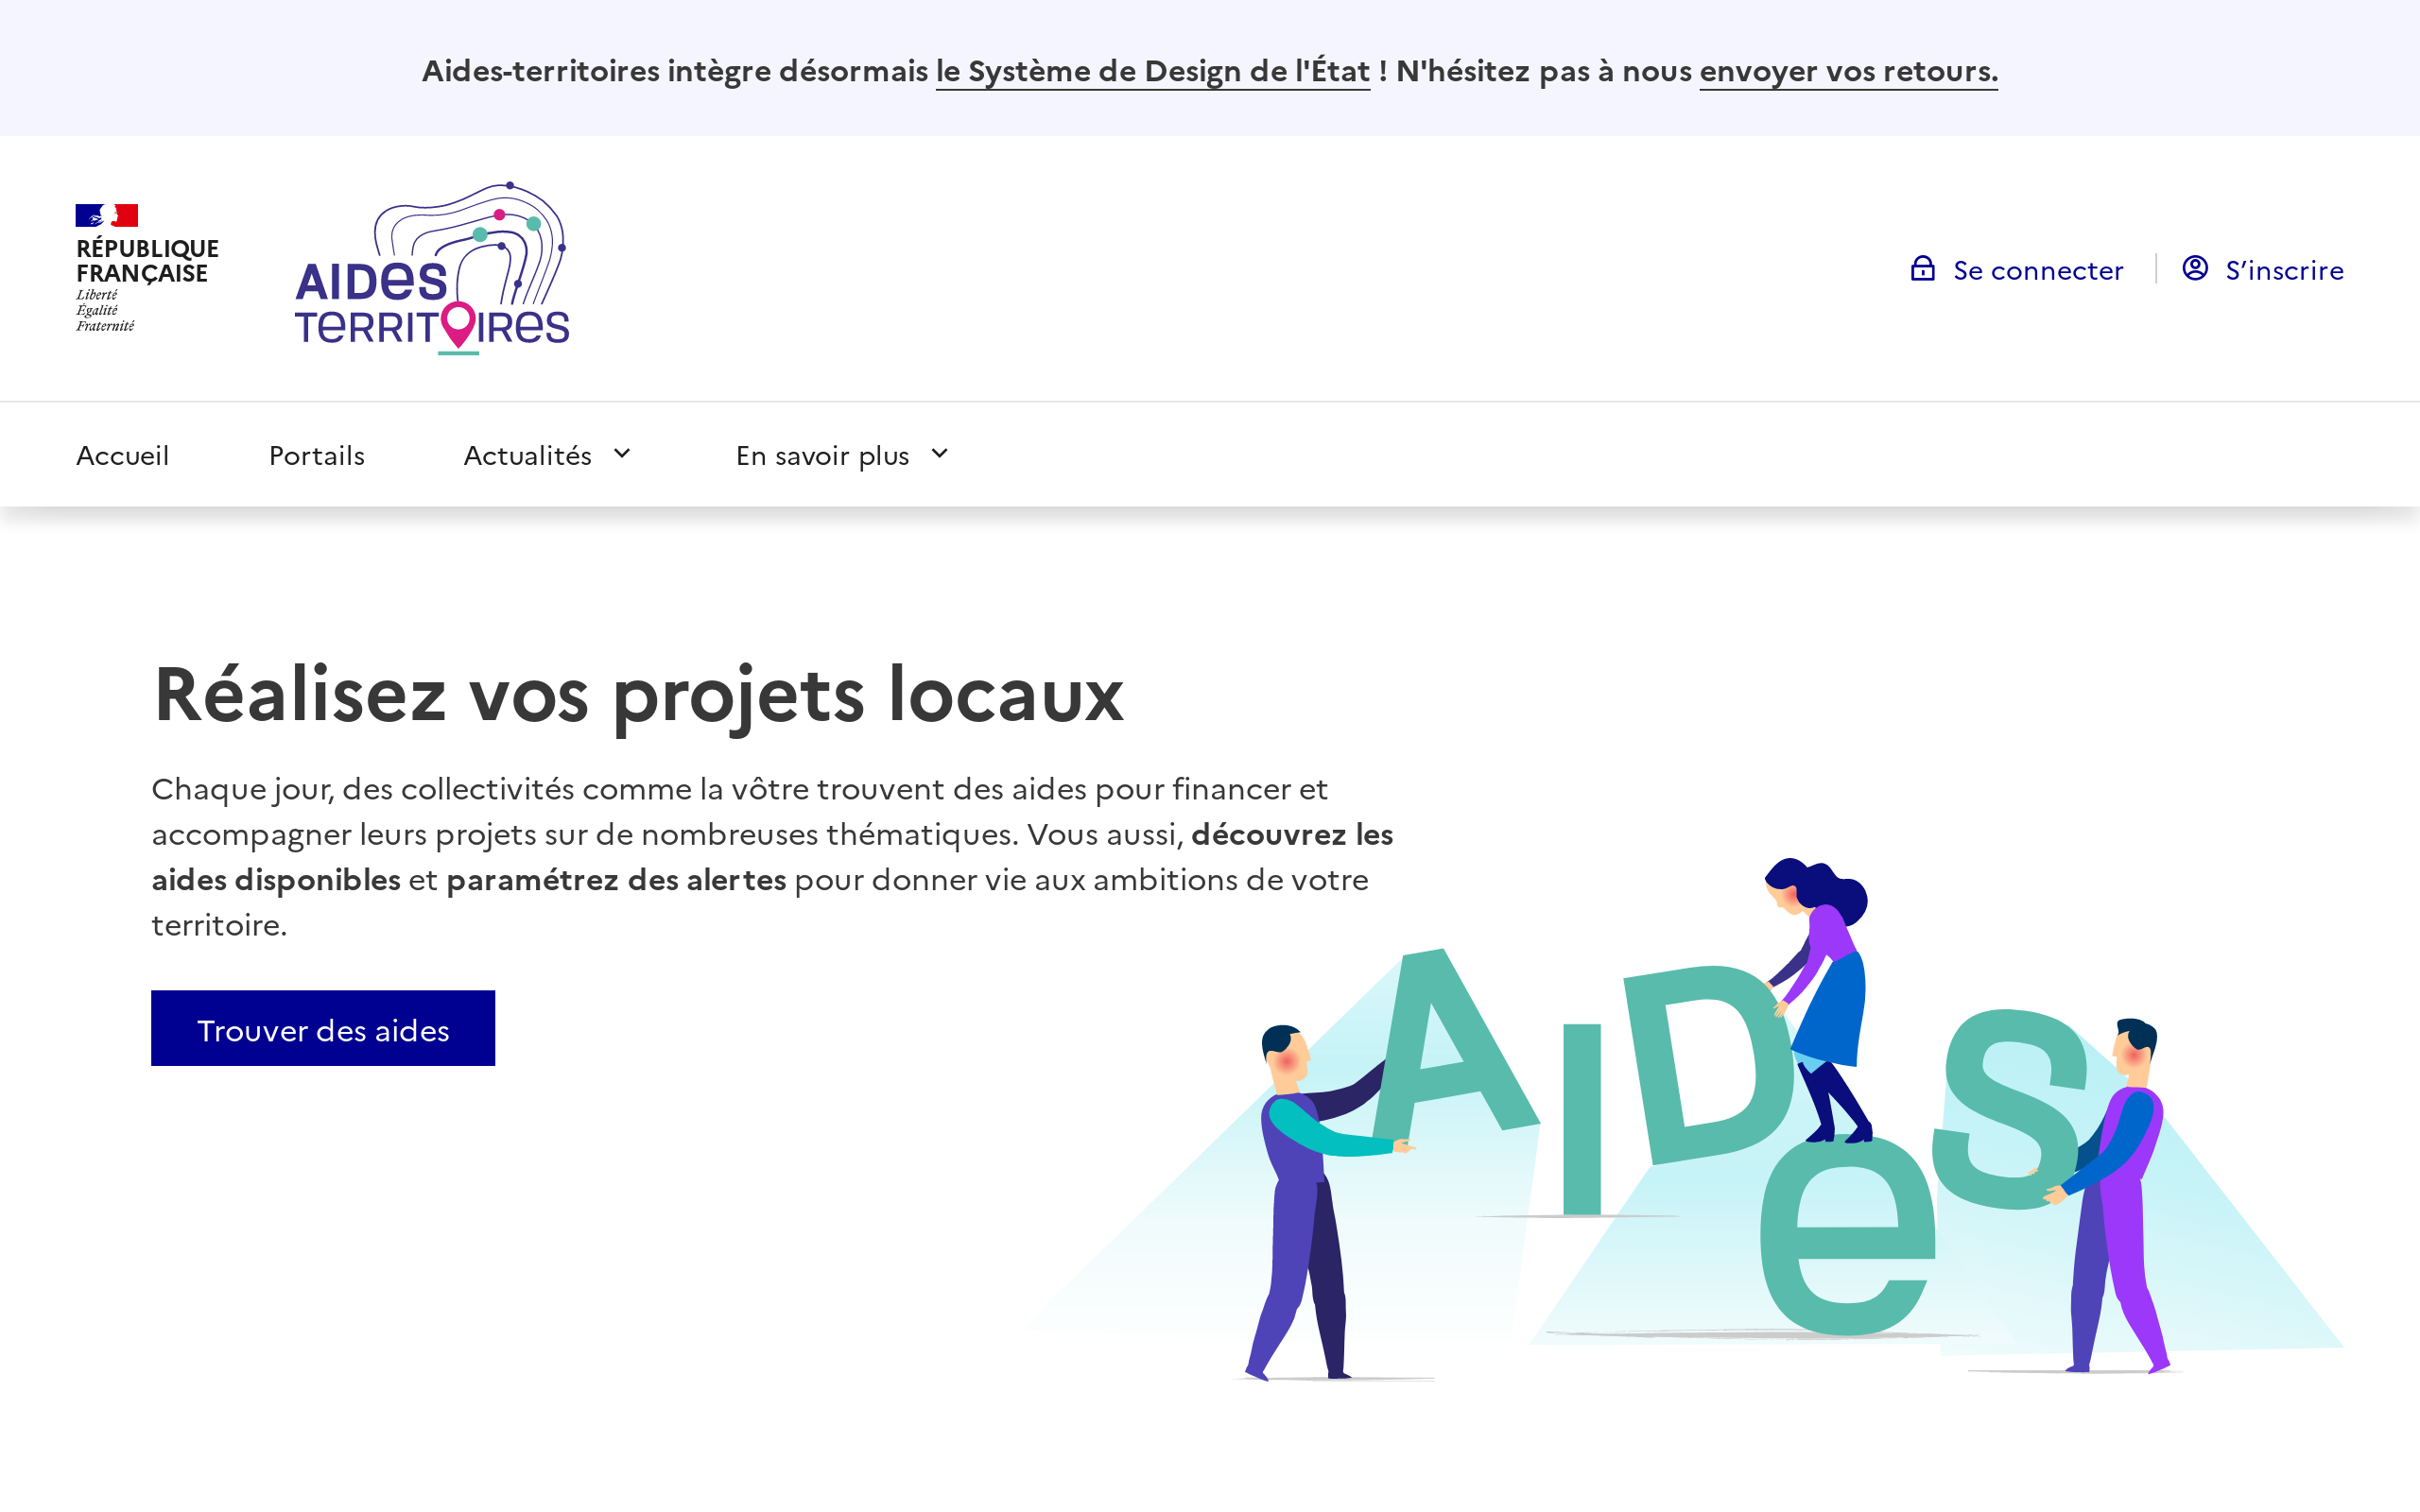 Aides-territoires intègre désormais le Système de Design de l'État ! N'hésitez pas à nous envoyer vos retours.
RÉPUBLIQUE
FRANÇAISE
Liberté
Égalité
Fraternité
AIDes
TERRITOIRES
Se connecter
S’inscrire
Accueil
Portails
Actualités
En savoir plus
Réalisez vos projets locaux
Chaque jour, des collectivités comme la vôtre trouvent des aides pour financer et
accompagner leurs projets sur de nombreuses thématiques. Vous aussi, découvrez les
aides disponibles et paramétrez des alertes pour donner vie aux ambitions de votre
territoire.
Trouver des aides
AIDeS